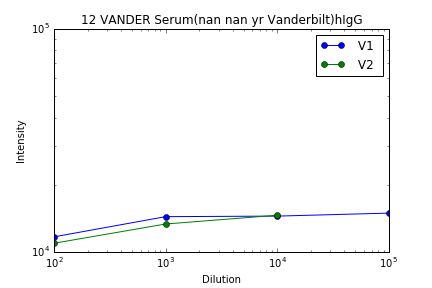 12 VANDER Serum(nan nan yr Vanderbilt)hIgG
10^5
V1
V2
Intensity
10^4
10^2 10^3 10^4 10^5
Dilution